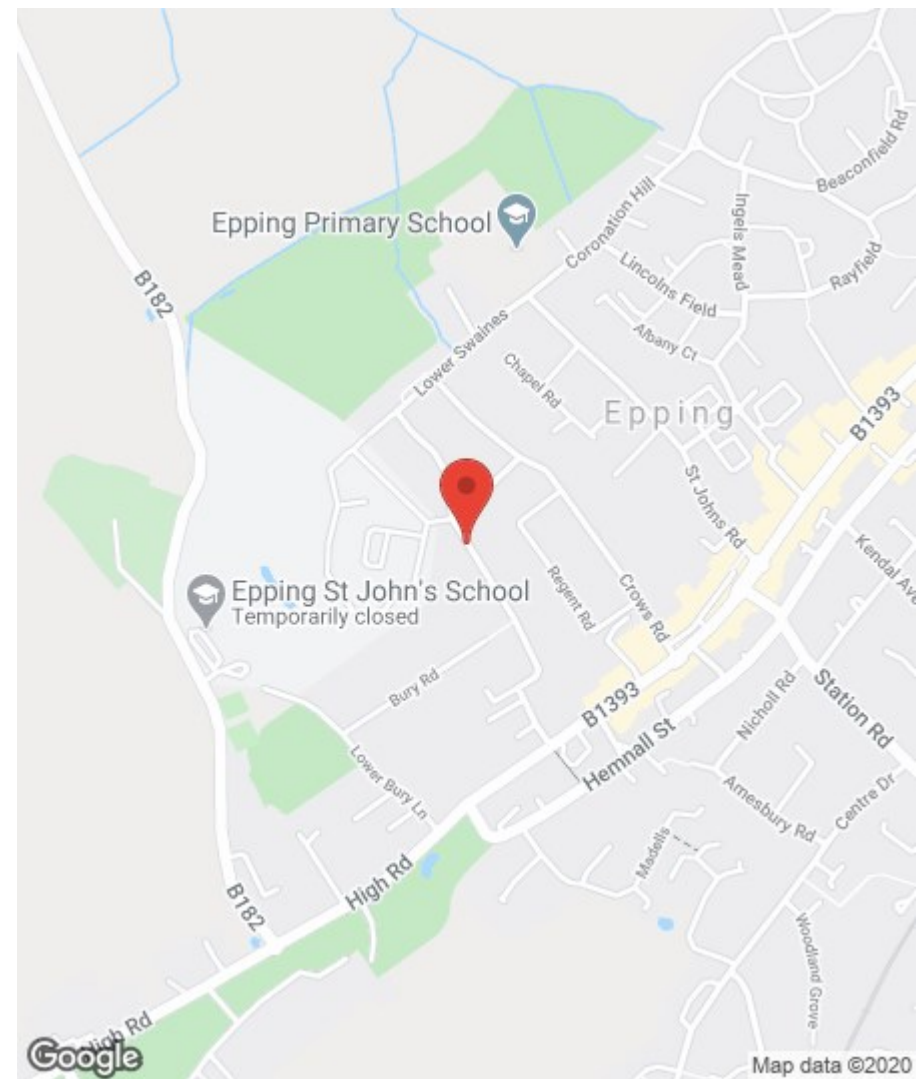 Epping Primary School
Coronation Hill
Beaconfield Rd
Ingels Mead
Lincolns Field
Rayfield
B182
Lower Swaines
Albany Ct
Chapel Rd
Epping
B1393
St Johns Rd
Kendal Ave
Epping St John's School
Temporarily closed
Regent Rd
Crows Rd
Bury Rd
B1393
Hemnall St
Nicholl Rd
Station Rd
Lower Bury Ln
Amesbury Rd
Centre Dr
Madells
High Rd
B182
Woodland Grove
High Rd
Google
Map data ©2020